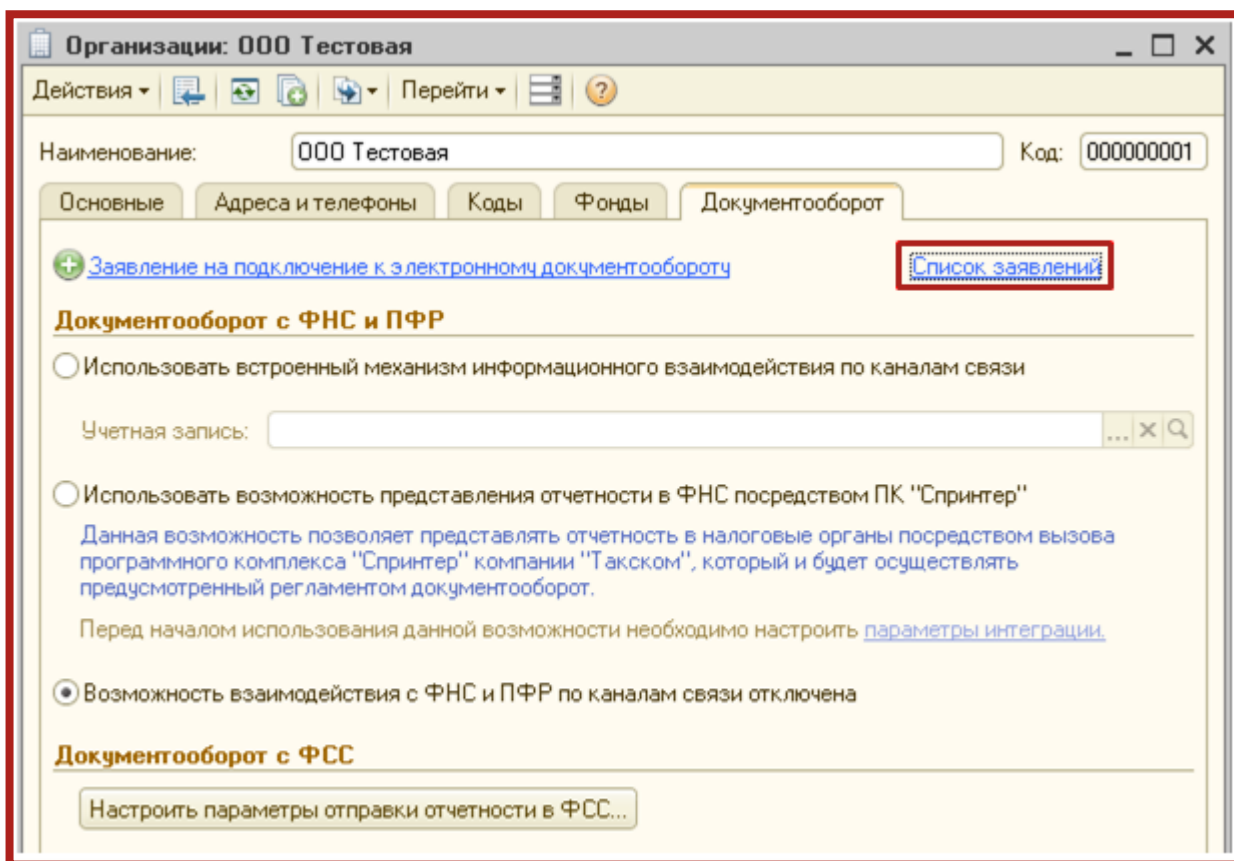 Организации: ООО Тестовая
Действия Перейти
Наименование: ООО Тестовая Код: 000000001
Основные Адреса и телефоны Коды Фонды Документооборот
Заявление на подключение к электронному документообороту Список заявлений
Документооборот с ФНС и ПФР
Использовать встроенный механизм информационного взаимодействия по каналам связи
Учетная запись: ...
Использовать возможность представления отчетности в ФНС посредством ПК "Спринтер"
Данная возможность позволяет представлять отчетность в налоговые органы посредством вызова
программного комплекса "Спринтер" компании "Такском", который и будет осуществлять
предусмотренный регламентом документооборот.
Перед началом использования данной возможности необходимо настроить параметры интеграции.
Возможность взаимодействия с ФНС и ПФР по каналам связи отключена
Документооборот с ФСС
Настроить параметры отправки отчетности в ФСС...